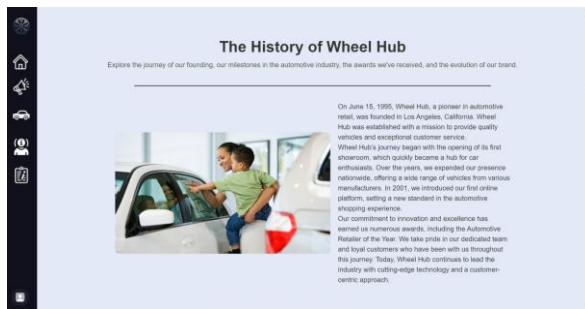 The History of Wheel Hub
Explore the journey of our founding, our milestones in the automotive industry, the awards we've received, and the evolution of our brand.
On June 15, 1995, Wheel Hub, a pioneer in automotive
retail, was founded in Los Angeles, California. Wheel
Hub was established with a mission to provide quality
vehicles and exceptional customer service.
Wheel Hub's journey began with the opening of its first
showroom, which quickly became a hub for car
enthusiasts. Over the years, we expended our presence
nationwide, offering a wide range of vehicles from various
manufacturers. In 2001, we introduced our first online
platform, setting a new standard in the automotive
shopping experience.
Our commitment to innovation and excellence has
earned us numerous awards, including the Automotive
Retailer of the Year. We take pride in our dedicated team
and loyal customers who have been with us throughout
this journey. Today, Wheel Hub continues to lead the
industry with cutting-edge technology and a customer-
centric approach.